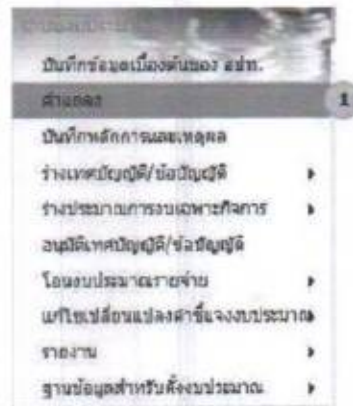 บันทึกข้อมูลเบื้องต้นของ อปท.
คำแถลง
1
บันทึกหลักการและเหตุผล
ร่างเทศบัญญัติ/ข้อบัญญัติ
ร่างประมาณการงบเฉพาะกิจการ
อนุมัติเทศบัญญัติ/ข้อบัญญัติ
โอนงบประมาณรายจ่าย
แก้ไขเปลี่ยนแปลงคำชี้แจงงบประมาณ
รายงาน
ฐานข้อมูลสำหรับตั้งงบประมาณ